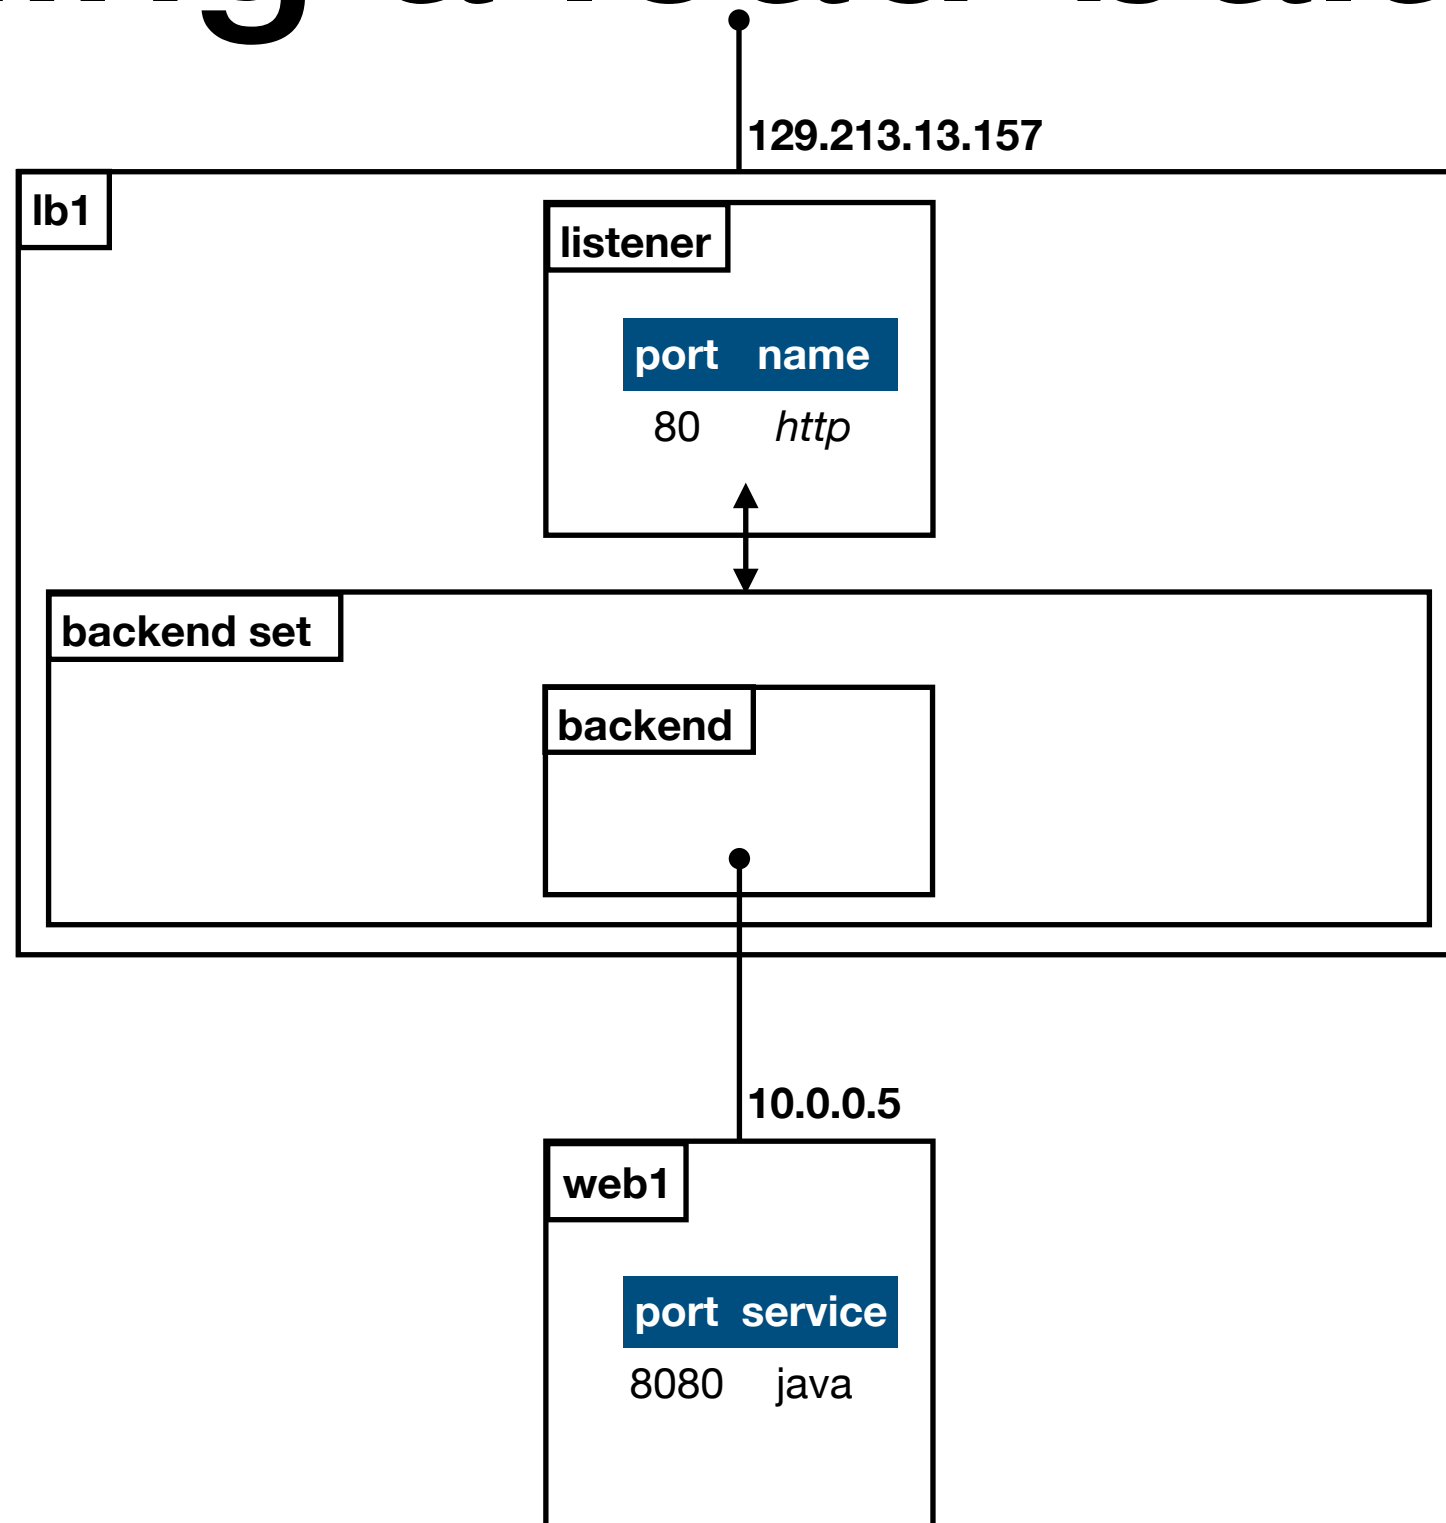 129.213.13.157
lb1
listener
port name
80 http
backend set
backend
10.0.0.5
web1
port service
8080 java